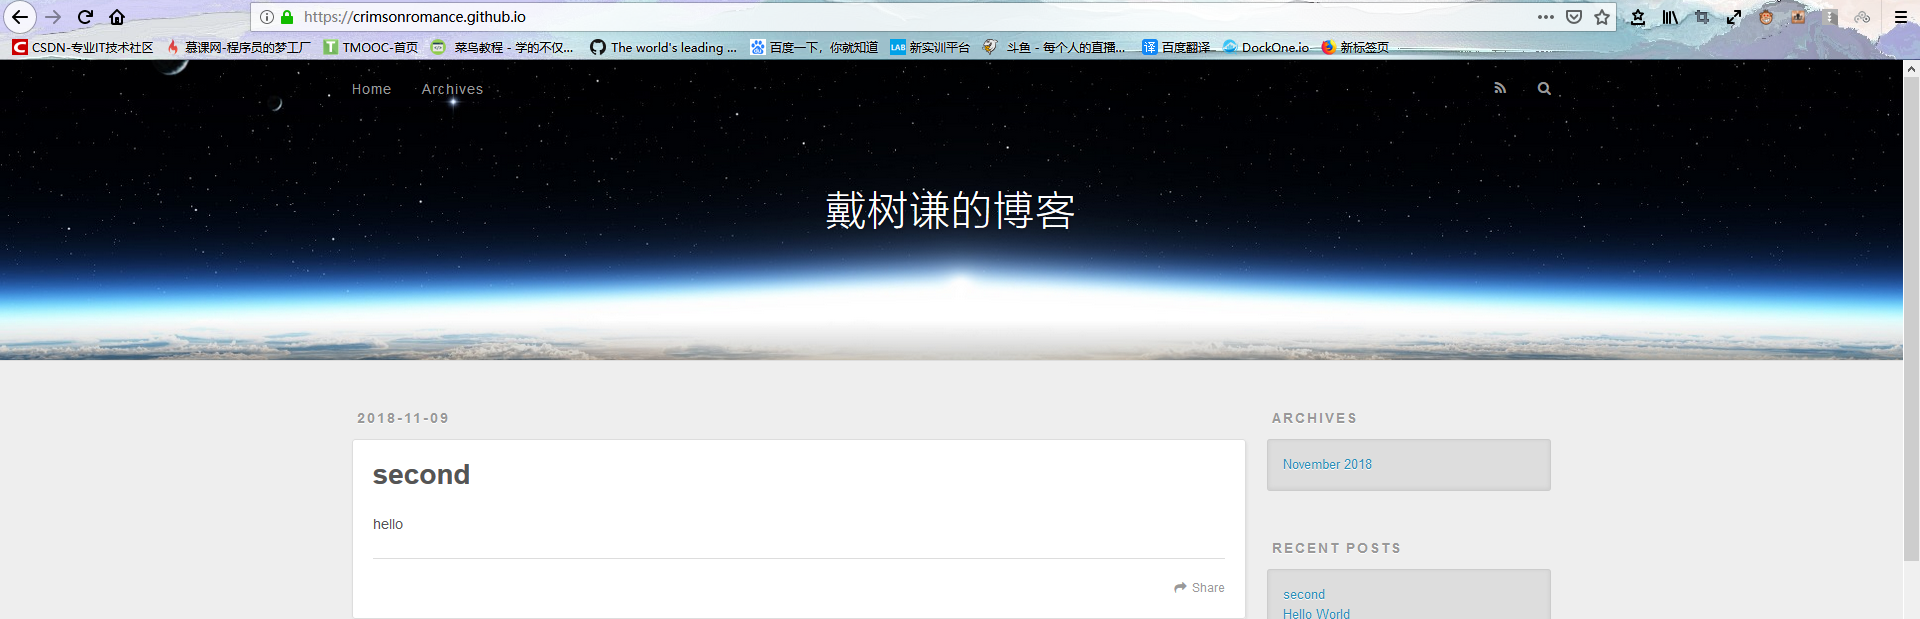 https://crimsonromance.github.io
CSDN-专业IT技术社区 慕课网-程序员的梦工厂 TMOOC-首页 菜鸟教程 - 学的不仅... The world's leading ... 百度一下，你就知道 LAB 新实训平台 斗鱼 - 每个人的直播... 译 百度翻译 DockOne.io 新标签页
Home Archives
戴树谦的博客
2018-11-09
second
hello
Share
ARCHIVES
November 2018
RECENT POSTS
second
Hello World